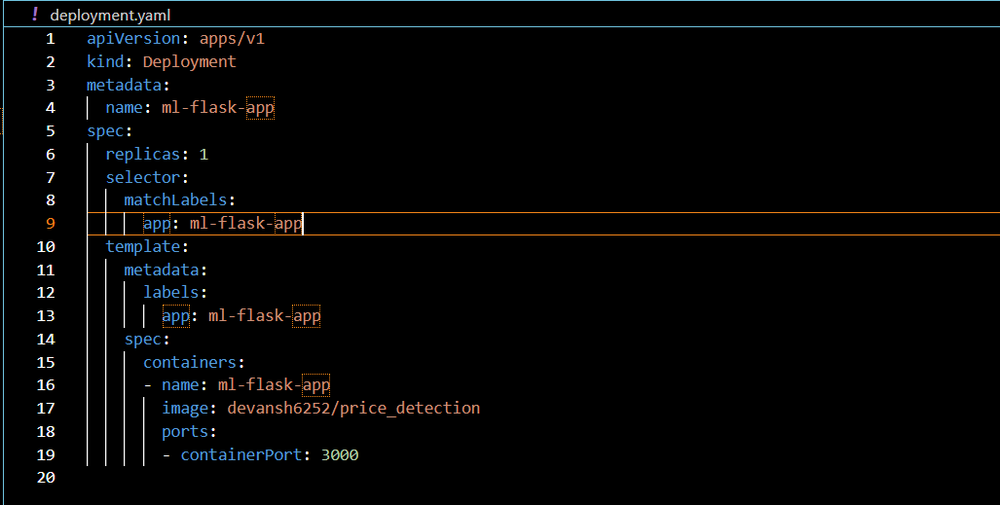 ! deployment.yaml
1 apiVersion: apps/v1
2 kind: Deployment
3 metadata:
4   name: ml-flask-app
5 spec:
6   replicas: 1
7   selector:
8     matchLabels:
9       app: ml-flask-app
10   template:
11     metadata:
12       labels:
13         app: ml-flask-app
14     spec:
15       containers:
16       - name: ml-flask-app
17         image: devansh6252/price_detection
18         ports:
19         - containerPort: 3000
20